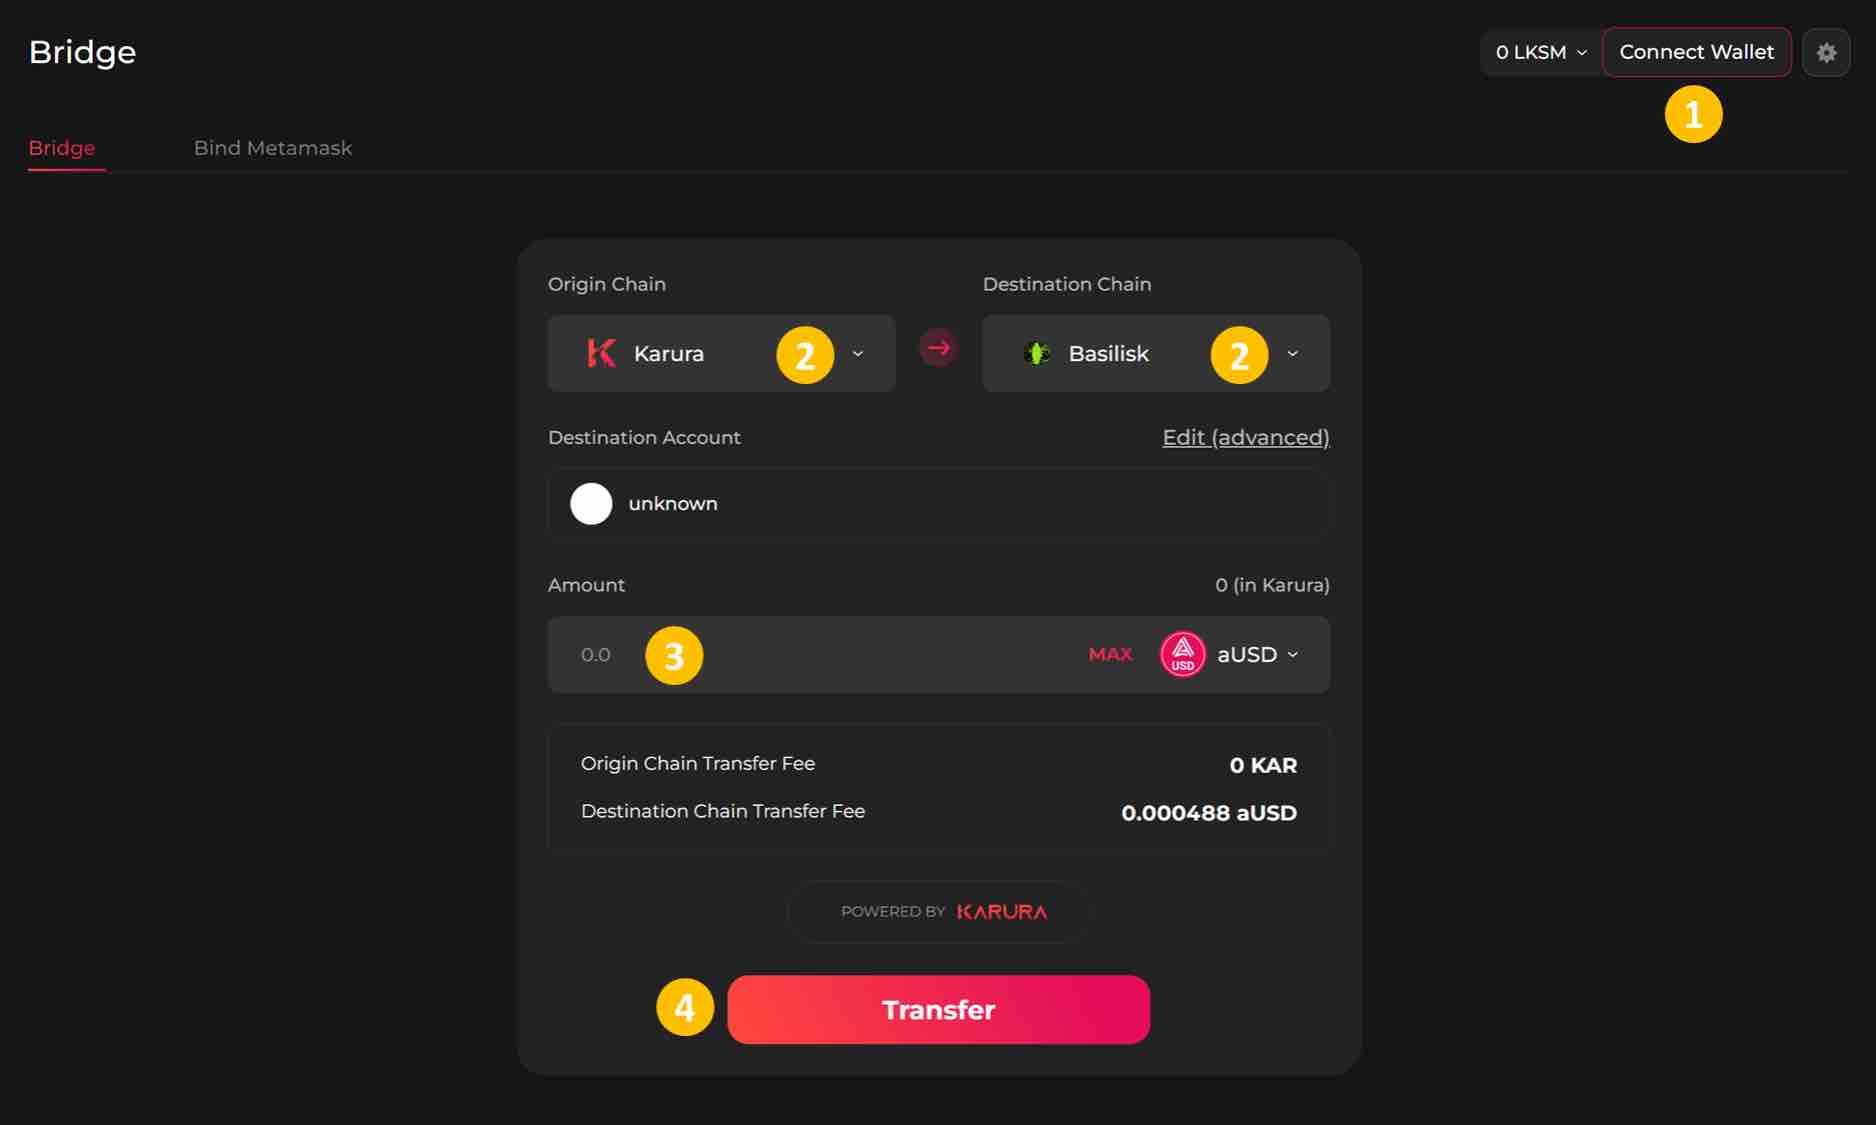 Bridge
0 LKSM
Connect Wallet
1
Bridge
Bind Metamask
Origin Chain
Destination Chain
Karura
2
Basilisk
2
Destination Account
Edit (advanced)
unknown
Amount
0 (in Karura)
0.0
3
MAX
USD
aUSD
Origin Chain Transfer Fee
0 KAR
Destination Chain Transfer Fee
0.000488 aUSD
POWERED BY KARURA
4
Transfer